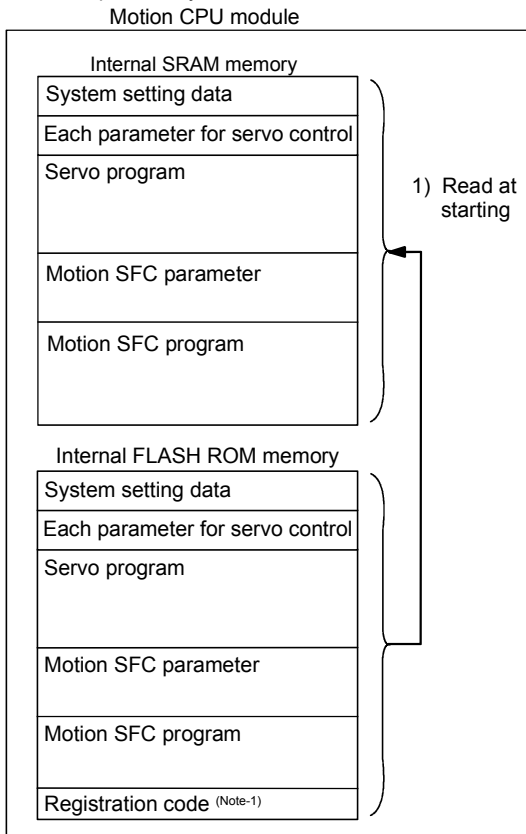 Motion CPU module
Internal SRAM memory
System setting data
Each parameter for servo control
Servo program
1) Read at
starting
Motion SFC parameter
Motion SFC program
Internal FLASH ROM memory
System setting data
Each parameter for servo control
Servo program
Motion SFC parameter
Motion SFC program
Registration code (Note-1)